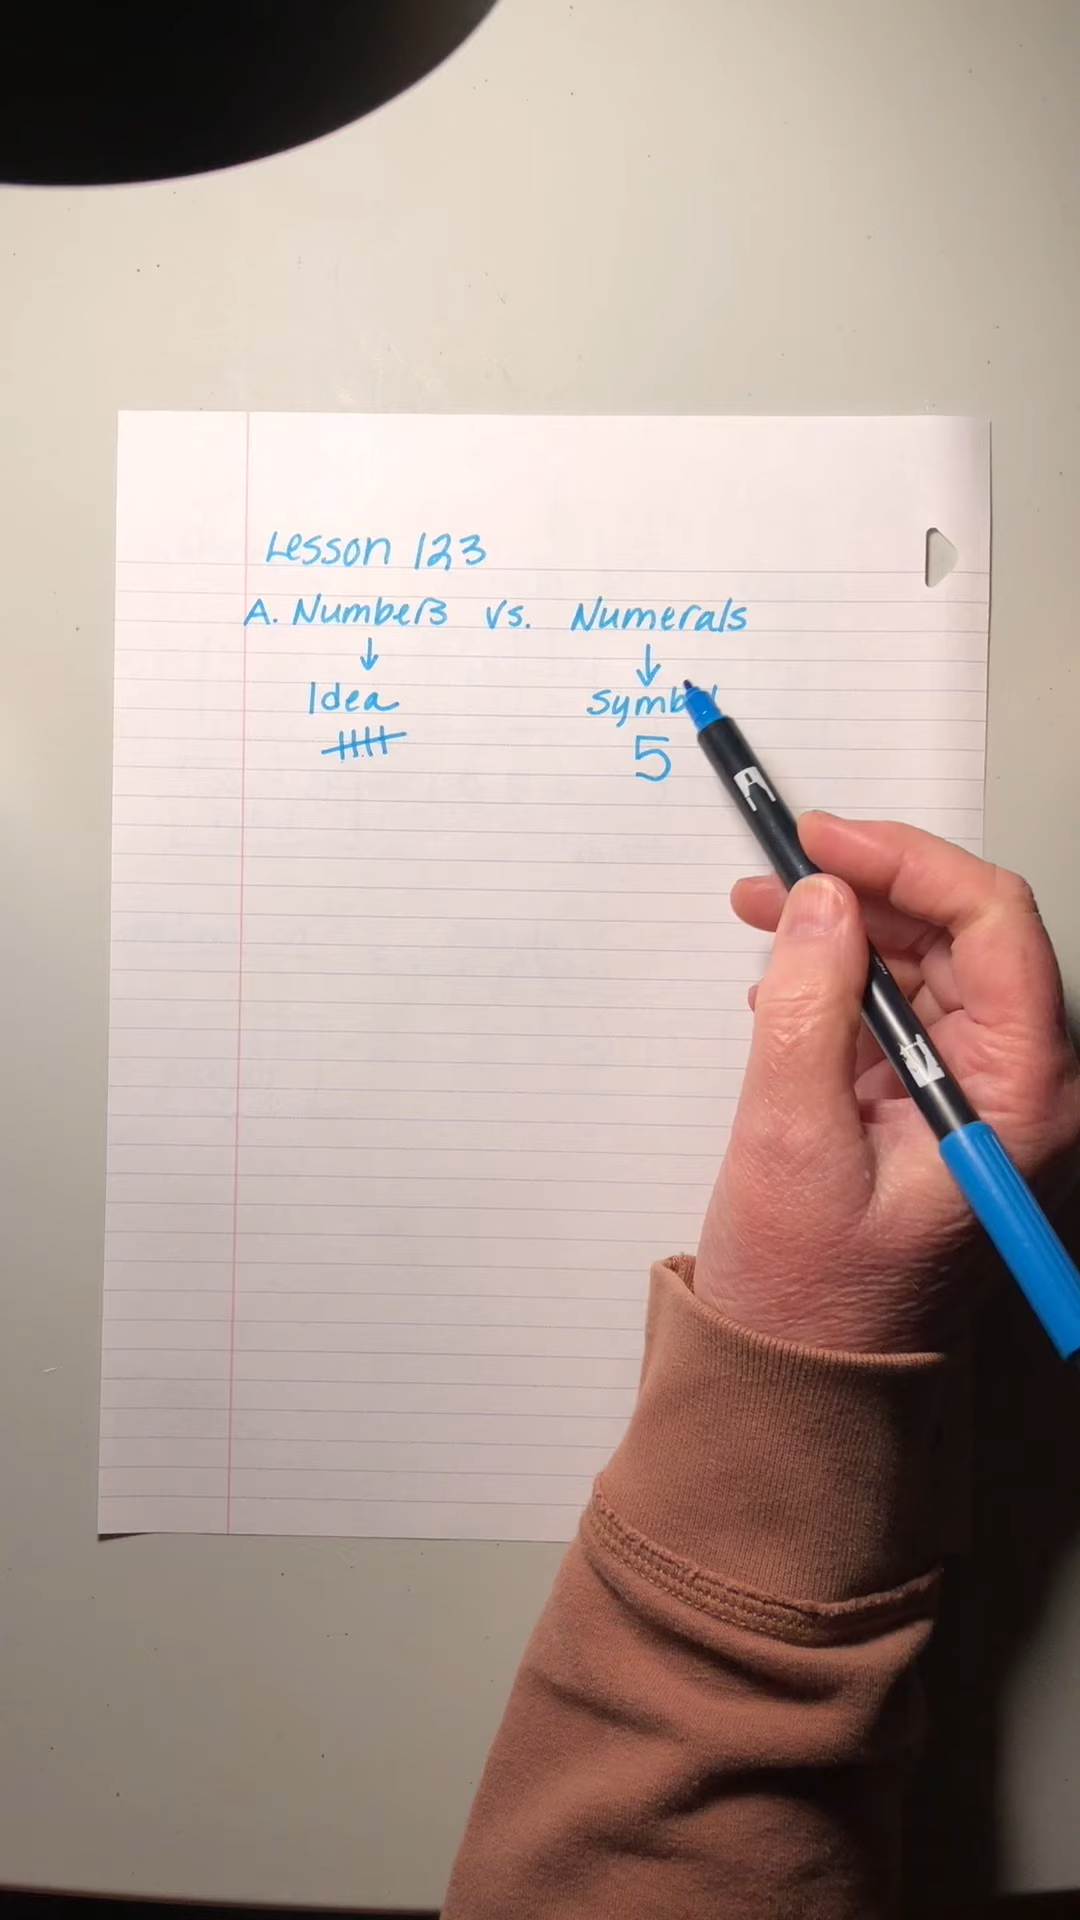 Lesson 123
A. Numbers vs. Numerals
↓ ↓
Idea
5